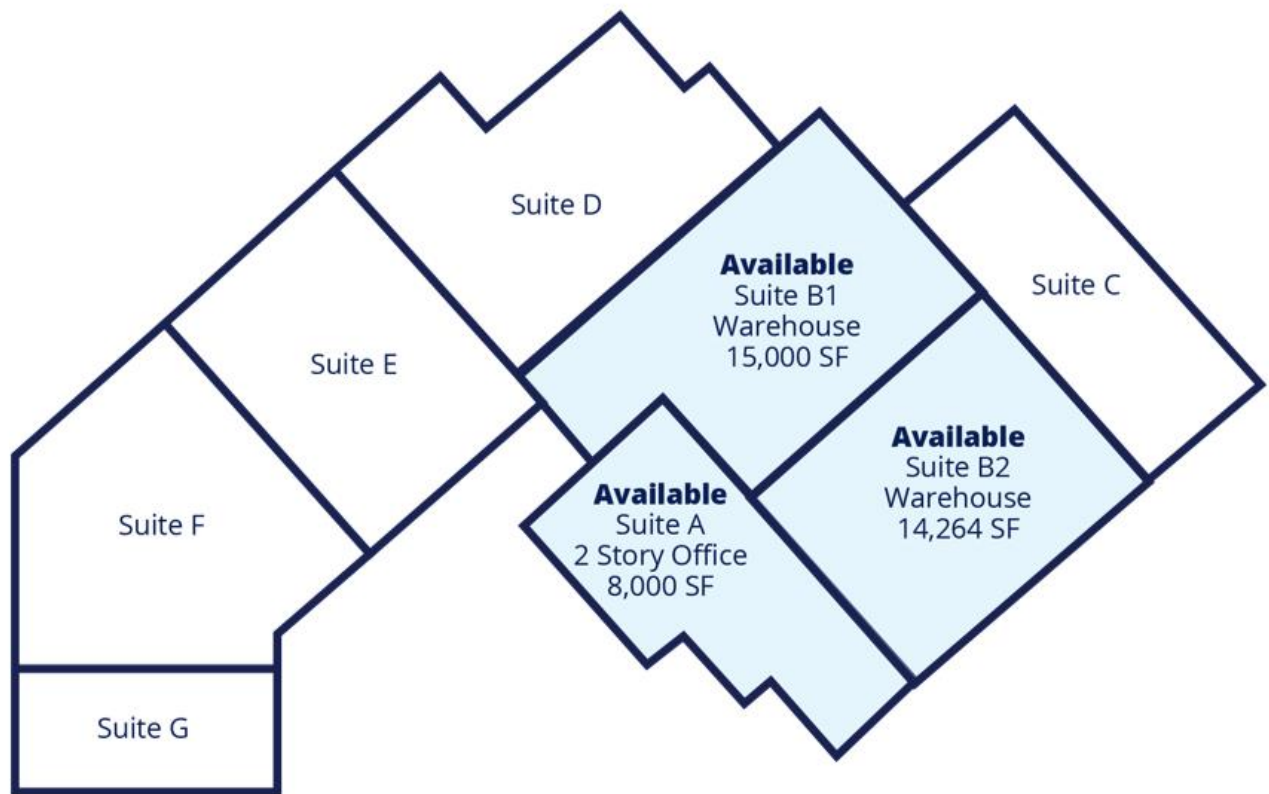 Suite D
Available
Suite B1
Warehouse
15,000 SF
Suite C
Suite E
Available
Suite B2
Warehouse
14,264 SF
Available
Suite A
2 Story Office
8,000 SF
Suite F
Suite G